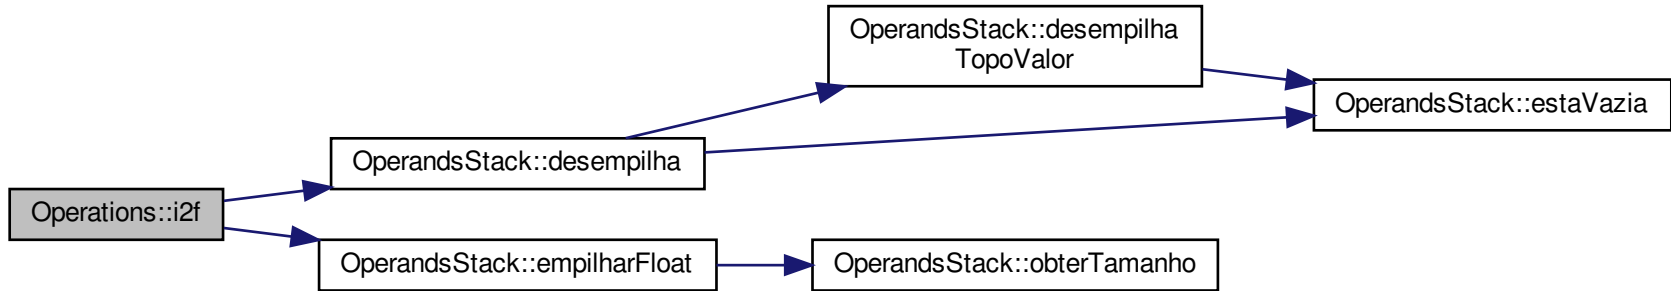 OperandsStack::desempilha
TopoValor
OperandsStack::estaVazia
OperandsStack::desempilha
Operations::i2f
OperandsStack::empilharFloat
OperandsStack::obterTamanho